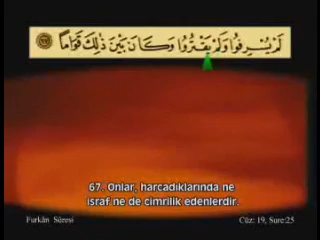 لَمْ يُسْرِفُوا وَلَمْ يَقْتُرُوا وَكَانَ بَيْنَ ذٰلِكَ قَوَامًا ﴿٦٧﴾
67. Onlar, harcadıklarında ne
israf ne de cimrilik edenlerdir.
Furkân Sûresi
Cüz: 19, Sure:25